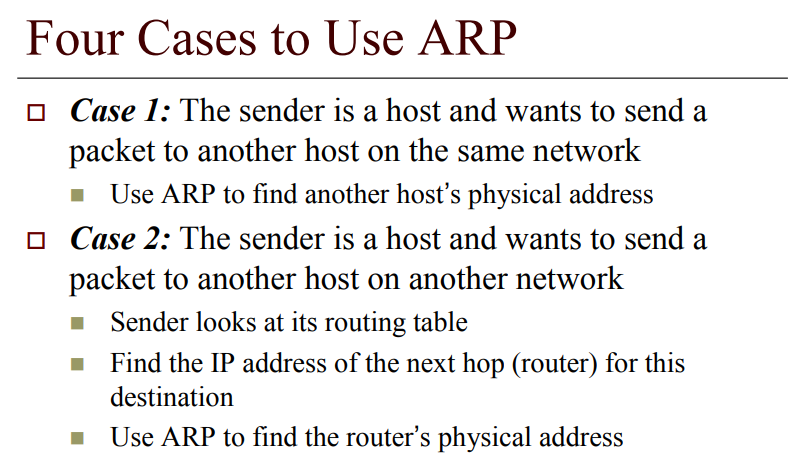 Four Cases to Use ARP
Case 1: The sender is a host and wants to send a
packet to another host on the same network
Use ARP to find another host’s physical address
Case 2: The sender is a host and wants to send a
packet to another host on another network
Sender looks at its routing table
Find the IP address of the next hop (router) for this
destination
Use ARP to find the router’s physical address